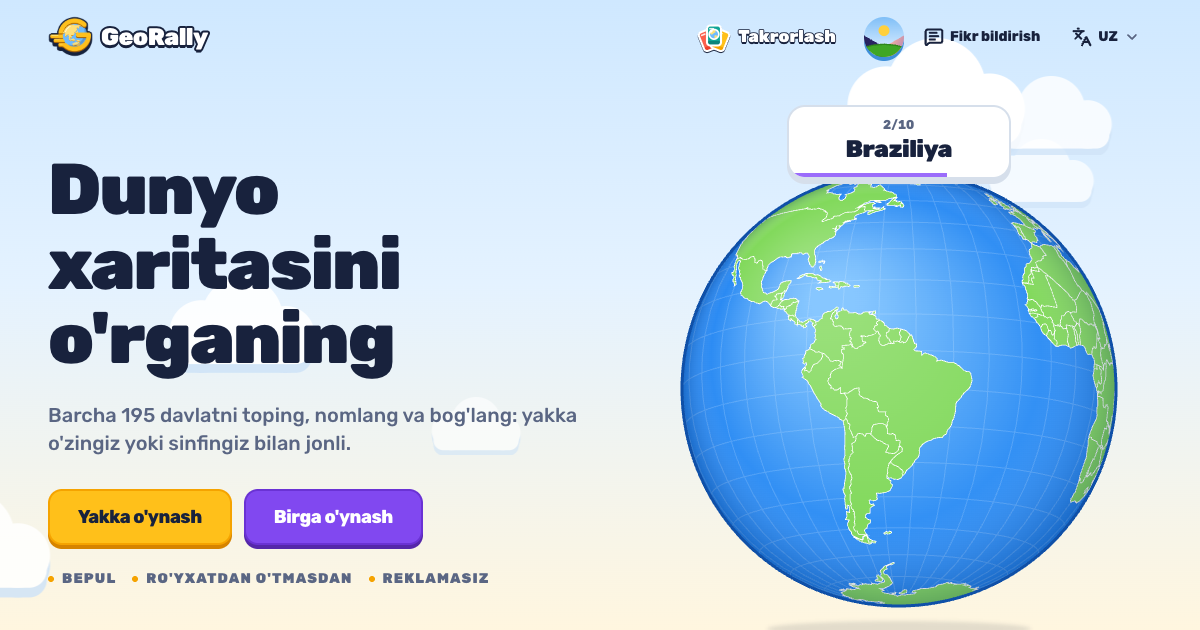 GeoRally
Takrorlash
Fikr bildirish
UZ
2/10
Braziliya
Dunyo
xaritasini
o'rganing
Barcha 195 davlatni toping, nomlang va bog'lang: yakka
o'zingiz yoki sinfingiz bilan jonli.
Yakka o'ynash
Birga o'ynash
BEPUL
RO'YXATDAN O'TMASDAN
REKLAMASIZ